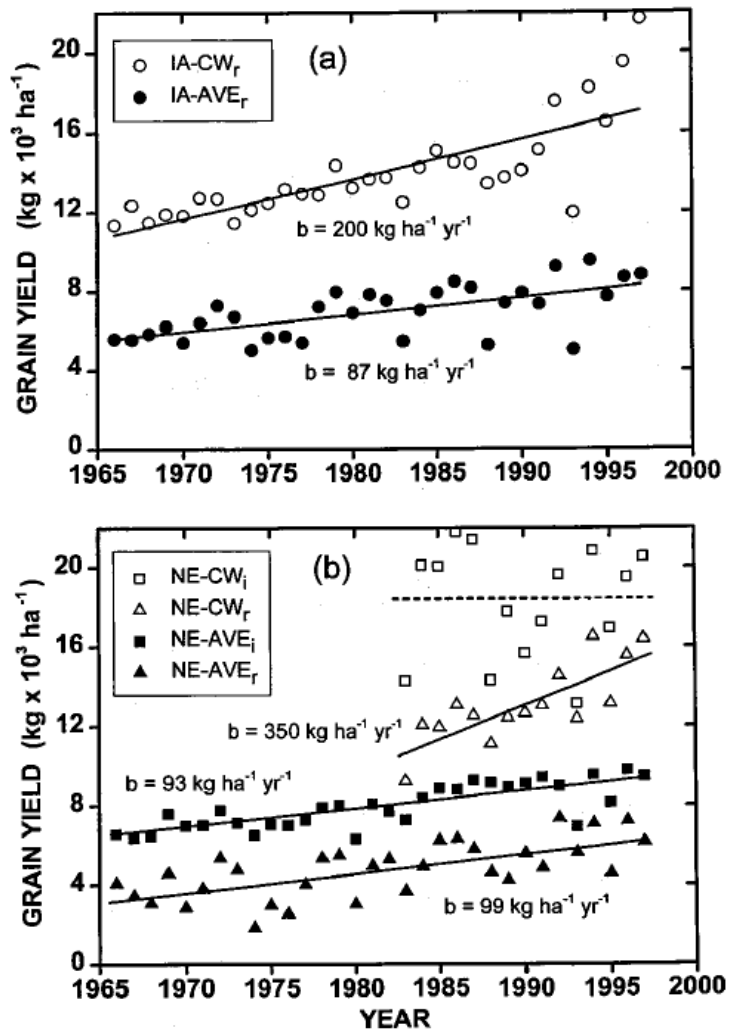 20
16
12
8
4
0
GRAIN YIELD (kg x 10³ ha⁻¹)
IA-CWr
IA-AVEr
(a)
b = 200 kg ha⁻¹ yr⁻¹
b = 87 kg ha⁻¹ yr⁻¹
1965 1970 1975 1980 1985 1990 1995 2000
20
16
12
8
4
0
GRAIN YIELD (kg x 10³ ha⁻¹)
NE-CWi
NE-CWr
NE-AVEi
NE-AVEr
(b)
b = 350 kg ha⁻¹ yr⁻¹
b = 93 kg ha⁻¹ yr⁻¹
b = 99 kg ha⁻¹ yr⁻¹
1965 1970 1975 1980 1985 1990 1995 2000
YEAR